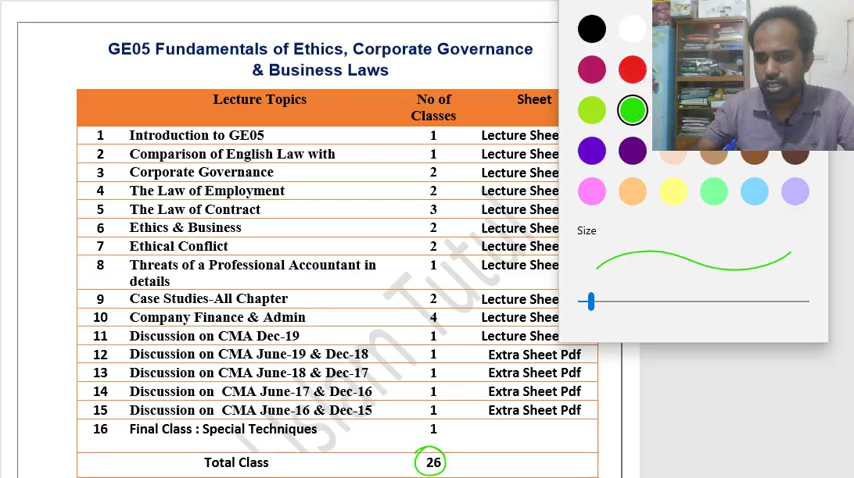 GE05 Fundamentals of Ethics, Corporate Governance
& Business Laws
Lecture Topics No of Classes Sheet
1 Introduction to GE05 1 Lecture Shee
2 Comparison of English Law with 1 Lecture Shee
3 Corporate Governance 2 Lecture Shee
4 The Law of Employment 2 Lecture Shee
5 The Law of Contract 3 Lecture Shee
6 Ethics & Business 2 Lecture Shee
7 Ethical Conflict 2 Lecture Shee
8 Threats of a Professional Accountant in 1 Lecture Shee
details
9 Case Studies-All Chapter 2 Lecture Shee
10 Company Finance & Admin 4 Lecture Shee
11 Discussion on CMA Dec-19 1 Lecture Shee
12 Discussion on CMA June-19 & Dec-18 1 Extra Sheet Pdf
13 Discussion on CMA June-18 & Dec-17 1 Extra Sheet Pdf
14 Discussion on CMA June-17 & Dec-16 1 Extra Sheet Pdf
15 Discussion on CMA June-16 & Dec-15 1 Extra Sheet Pdf
16 Final Class : Special Techniques 1
Total Class 26
Islam Tutul
Size